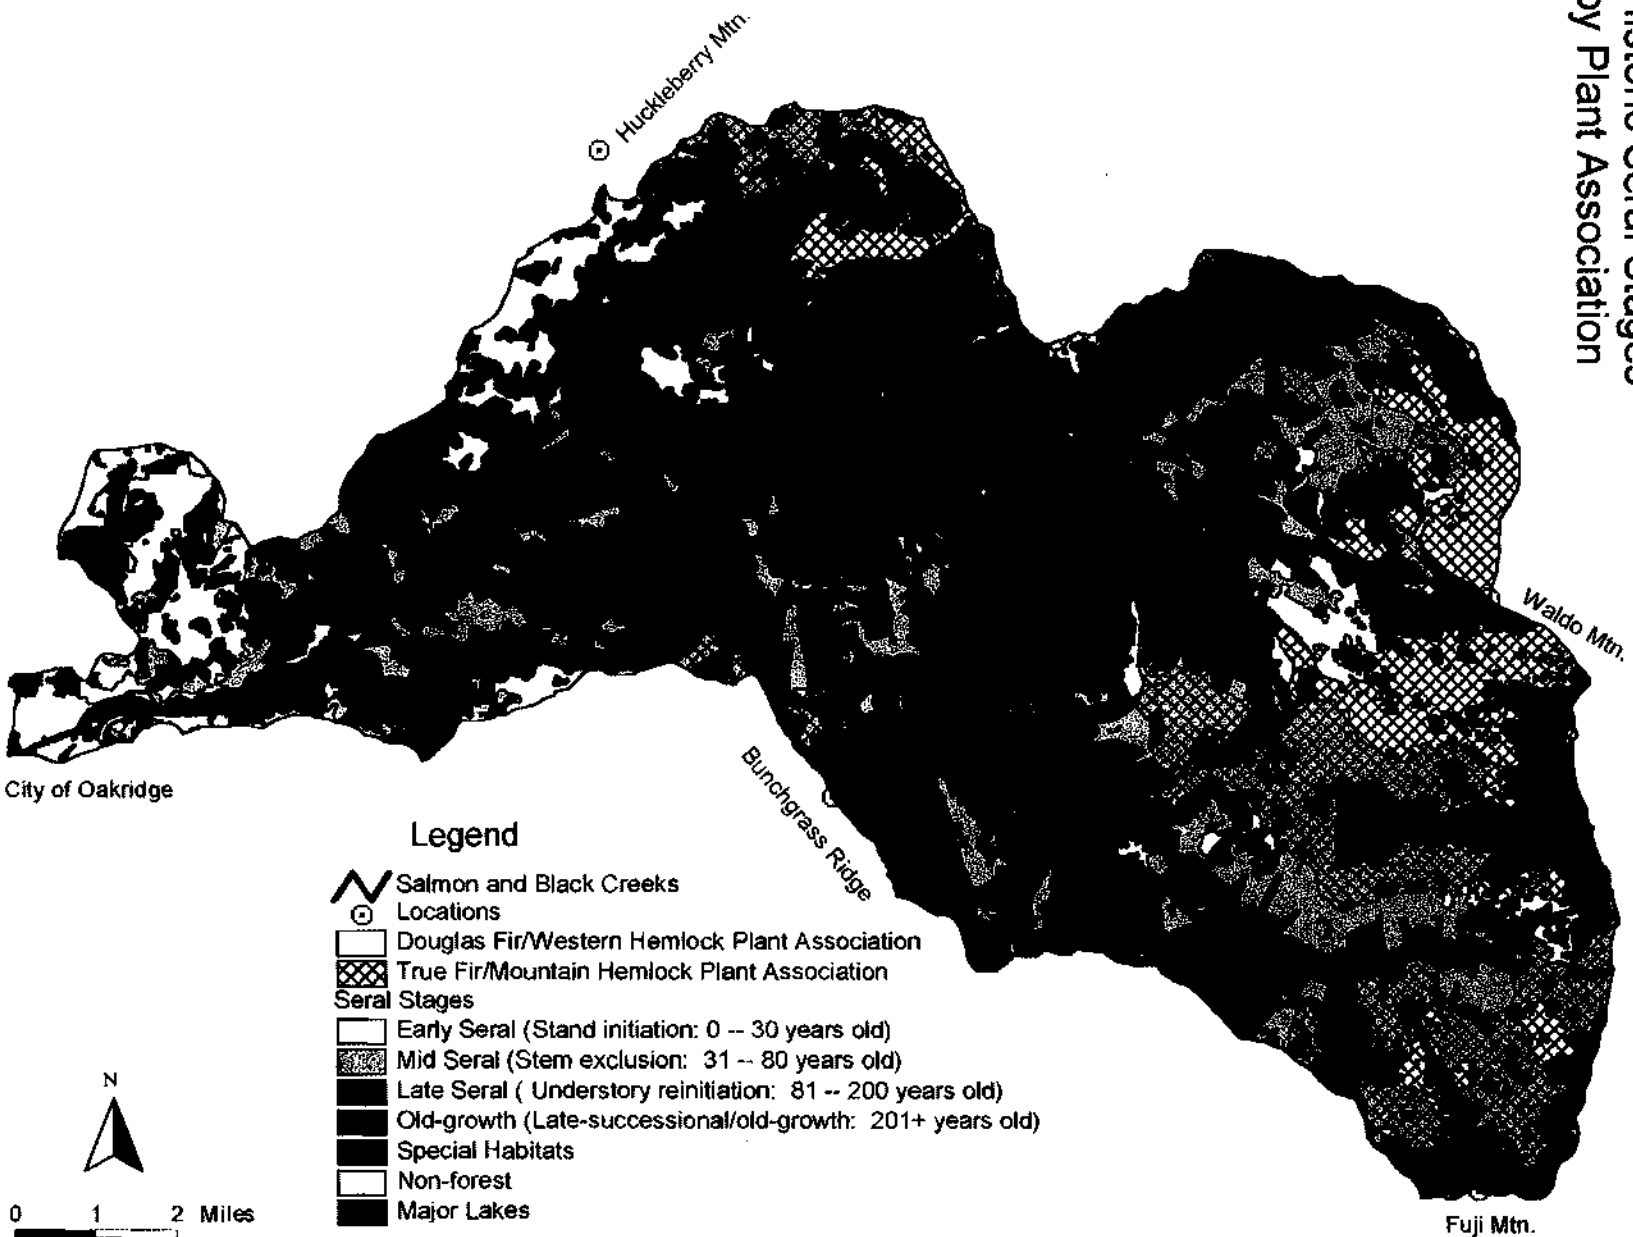 by Plant Association
Huckleberry Mtn.
Waldo Mtn.
Bunchgrass Ridge
City of Oakridge
Legend
Salmon and Black Creeks
Locations
Douglas Fir/Western Hemlock Plant Association
True Fir/Mountain Hemlock Plant Association
Seral Stages
Early Seral (Stand initiation: 0 -- 30 years old)
Mid Seral (Stem exclusion: 31 -- 80 years old)
Late Seral ( Understory reinitiation: 81 -- 200 years old)
Old-growth (Late-successional/old-growth: 201+ years old)
Special Habitats
Non-forest
Major Lakes
N
0 1 2 Miles
Fuji Mtn.